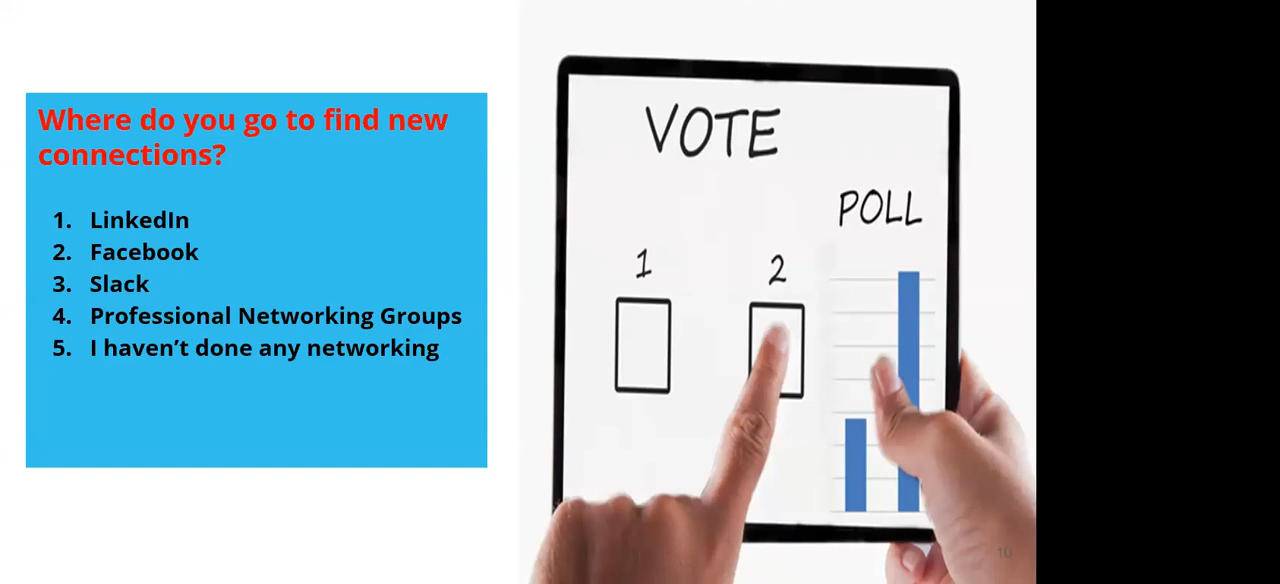 Where do you go to find new
connections?
1. LinkedIn
2. Facebook
3. Slack
4. Professional Networking Groups
5. I haven’t done any networking
VOTE
POLL
1
2
10